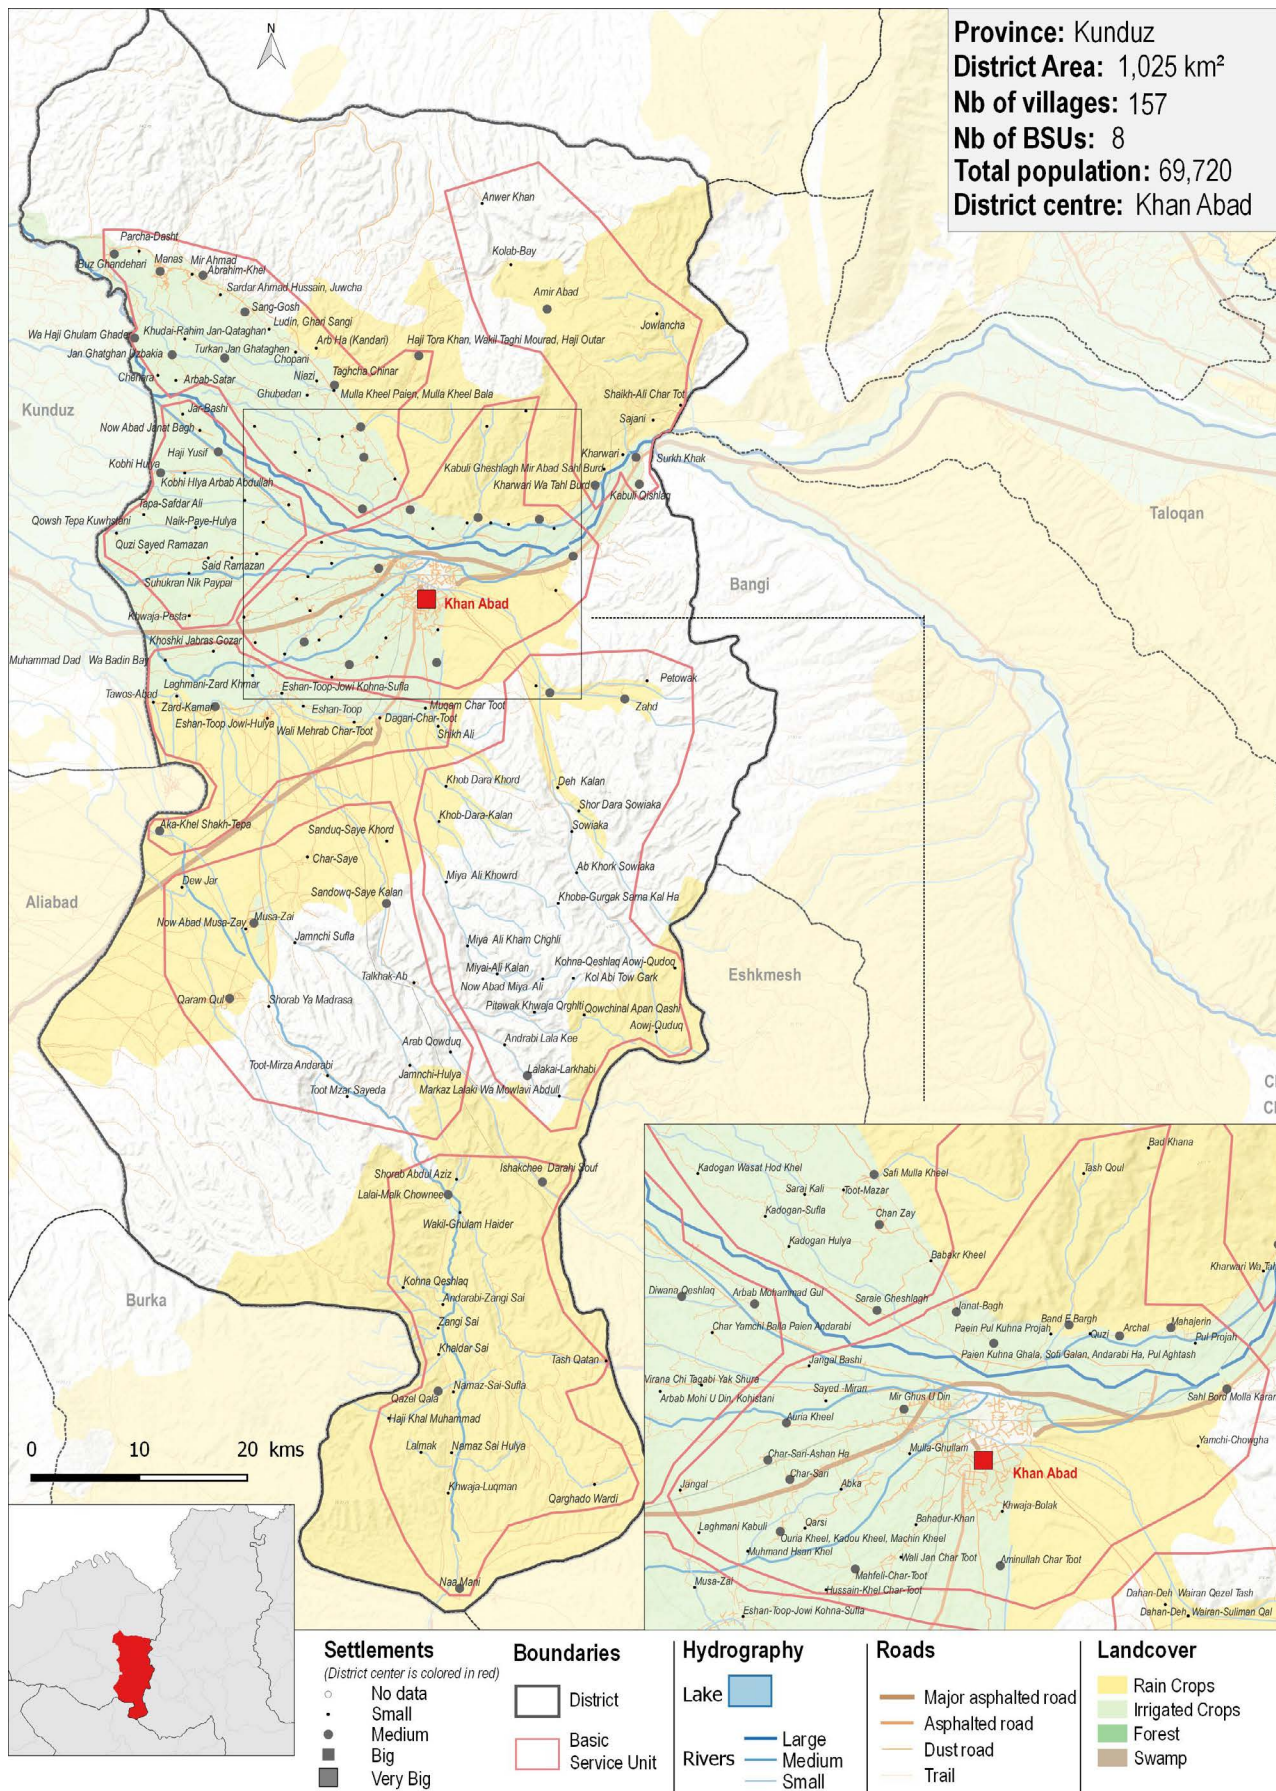 N
Province: Kunduz
District Area: 1,025 km²
Nb of villages: 157
Nb of BSUs: 8
Total population: 69,720
District centre: Khan Abad
Anwer Khan
Kolab-Bay
Parcha-Dasht
Buz Ghandehari
Manas
Mir Ahmad
Abrahim-Khel
Sardar Ahmad Hussain, Juwcha
Amir Abad
Sang-Gosh
Jowlancha
Ludin, Ghari Sangi
Wa Haji Ghulam Ghader
Khudai-Rahim Jan-Qataghan
Arb Ha (Kandari)
Haji Tora Khan, Wakil Taghi Mourad, Haji Outar
Jan Ghatghan Uzbakia
Turkan Jan Ghataghen
Chopani
Chenara
Arbab-Satar
Niazi
Taghcha Chinar
Ghubadan
Mulla Kheel Paien, Mulla Kheel Bala
Shaikh-Ali Char Tot
Kunduz
Jar-Bashi
Now Abad Janat Bagh
Sajani
Haji Yusif
Kharwari
Surkh Khak
Kobhi Hulya
Kobhi Hlya Arbab Abdullah
Kabuli Gheshlagh Mir Abad Sahl Burd
Kharwari Wa Tahl Burd
Kabuli Qishlaq
Tapa-Safdar Ali
Qowsh Tepa Kuwhstani
Naik-Paye-Hulya
Taloqan
Quzi Sayed Ramazan
Said Ramazan
Suhukran Nik Paypai
Bangi
Khan Abad
Khwaja-Pesta
Khoshki Jabras Gozar
Muhammad Dad Wa Badin Bay
Laghmani-Zard Khmar
Eshan-Toop-Jowi Kohna-Sufla
Petowak
Tawos-Abad
Zard-Kamar
Eshan-Toop
Muqam Char Toot
Zahd
Eshan-Toop Jowi-Hulya
Wali Mehrab Char-Toot
Dagari-Char-Toot
Shikh Ali
Khob Dara Khord
Deh Kalan
Khob-Dara-Kalan
Shor Dara Sowiaka
Aka-Khel Shakh-Tepa
Sanduq-Saye Khord
Sowiaka
Char-Saye
Ab Khork Sowiaka
Dew Jar
Miya Ali Khowrd
Aliabad
Sandowq-Saye Kalan
Khoba-Gurgak Sarna Kal Ha
Now Abad Musa-Zay
Musa-Zai
Jamnchi Sufla
Miya Ali Kham Chghli
Miyai-Ali Kalan
Kohna-Qeshlaq Aowj-Qudoq
Eshkmesh
Talkhak-Ab
Now Abad Miya Ali
Kol Abi Tow Gark
Qaram Qul
Shorab Ya Madrasa
Pitawak Khwaja Qrghlti
Qowchinal Apan Qashi
Aowj-Quduq
Arab Qowduq
Andrabi Lala Kee
Toot-Mirza Andarabi
Jamnchi-Hulya
Lalakai-Larkhabi
Toot Mzar Sayeda
Markaz Lalaki Wa Mowlavi Abdull
Shorab Abdul Aziz
Ishakchee Darahi Souf
Lalai-Malk Chownee
Wakil-Ghulam Haider
Burka
Kohna Qeshlaq
Andarabi-Zangi Sai
Zangi Sai
Khaldar Sai
Tash Qatan
Namaz-Sai-Sufla
Qazel Qala
Haji Khal Muhammad
Lalmak
Namaz Sai Hulya
Khwaja-Luqman
Qarghado Wardi
Naa Mani
0 10 20 kms
Bad Khana
Kadogan Wasat Hod Khel
Safi Mulla Kheel
Tash Qoul
Saraj Kali
Toot-Mazar
Kadogan-Sufla
Chan Zay
Kadogan Hulya
Babakr Kheel
Kharwari Wa Tal
Diwana Qeshlaq
Arbab Mohammad Gul
Saraie Gheshlagh
Janat-Bagh
Char Yamchi Balla Paien Andarabi
Paein Pul Kuhna Projah
Band E Bargh
Quzi
Archal
Mahajerin
Pul Projah
Paien Kuhna Ghala, Sofi Galan, Andarabi Ha, Pul Aghtash
Jangal Bashi
Virana Chi Tagabi Yak Shura
Arbab Mohi U Din, Kohistani
Sayed -Miran
Mir Ghus U Din
Sahl Bord Molla Karam
Auria Kheel
Mulla-Ghullam
Yamchi-Chowgha
Char-Sari-Ashan Ha
Char-Sari
Khan Abad
Jangal
Abka
Khwaja-Bolak
Laghmani Kabuli
Qarsi
Bahadur-Khan
Ouria Kheel, Kadou Kheel, Machin Kheel
Muhmand Hsan Khel
Wali Jan Char Toot
Aminullah Char Toot
Mahfeli-Char-Toot
Musa-Zai
Hussain-Khel Char-Toot
Dahan-Deh Wairan Qezel Tash
Eshan-Toop-Jowi Kohna-Sufla
Dahan-Deh Wairan-Suliman Qal
Settlements
(District center is colored in red)
No data
Small
Medium
Big
Very Big
Boundaries
District
Basic
Service Unit
Hydrography
Lake
Rivers
Large
Medium
Small
Roads
Major asphalted road
Asphalted road
Dust road
Trail
Landcover
Rain Crops
Irrigated Crops
Forest
Swamp